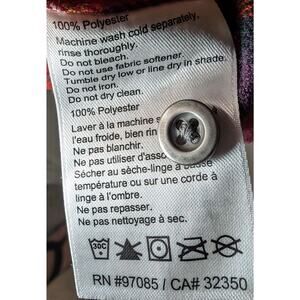 100% Polyester
Machine wash cold separately,
rinse thoroughly.
Do not bleach.
Do not use fabric softener.
Tumble dry low or line dry in shade.
Do not iron.
Do not dry clean.
100% Polyester
Laver à la machine s
l'eau froide, bien rin
Ne pas blanchir.
Ne pas utiliser d'asso
Sécher au sèche-linge à basse
température ou sur une corde à
linge à l'ombre.
Ne pas repasser.
Ne pas nettoyage à sec.
30C
RN #97085 / CA# 32350